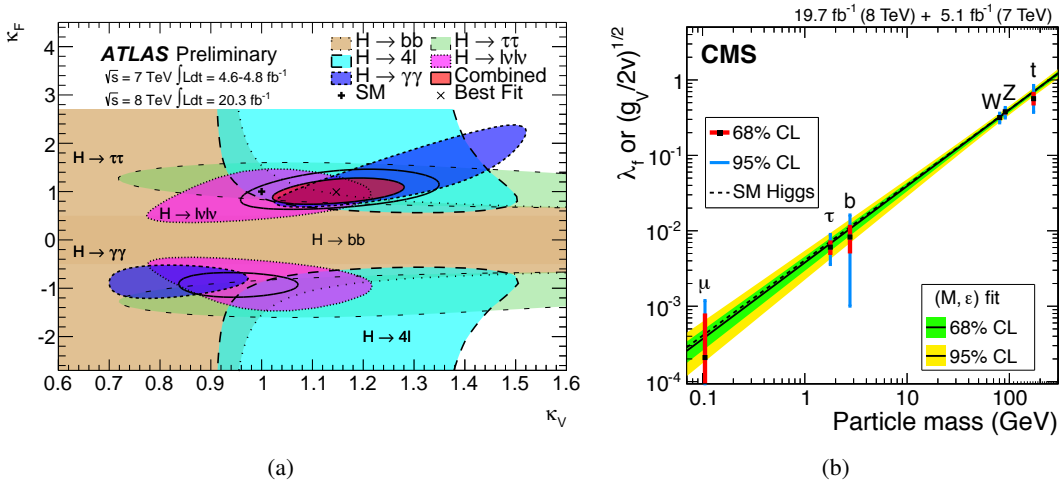 κF
4
3
2
1
0
-1
-2
0.6 0.7 0.8 0.9 1 1.1 1.2 1.3 1.4 1.5 1.6
κV
ATLAS Preliminary
√s = 7 TeV ∫Ldt = 4.6-4.8 fb⁻¹
√s = 8 TeV ∫Ldt = 20.3 fb⁻¹
H → bb H → ττ
H → 4l H → lνlν
H → γγ Combined
SM Best Fit
H → ττ
H → lνlν
H → bb
H → γγ
H → 4l
(a)
19.7 fb⁻¹ (8 TeV) + 5.1 fb⁻¹ (7 TeV)
CMS
λf or (gV/2v)^1/2
1
10⁻¹
10⁻²
10⁻³
10⁻⁴
68% CL
95% CL
SM Higgs
t
W Z
τ b
μ
(M, ε) fit
68% CL
95% CL
0.1 1 10 100
Particle mass (GeV)
(b)